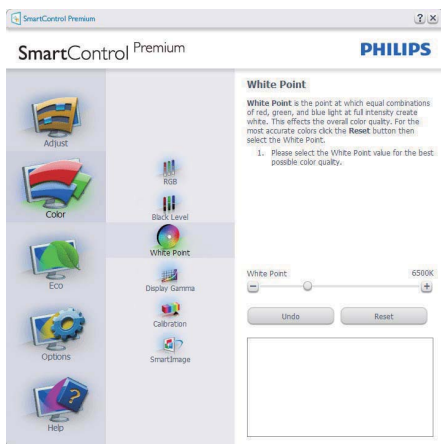 SmartControl Premium
SmartControl Premium
PHILIPS
Adjust
Color
Eco
Options
Help
RGB
Black Level
White Point
Display Gamma
Calibration
SmartImage
White Point
White Point is the point at which equal combinations
of red, green, and blue light at full intensity create
white. This effects the overall color quality. For the
most accurate colors click the Reset button then
select the White Point.
1. Please select the White Point value for the best
possible color quality.
White Point 6500K
Undo Reset